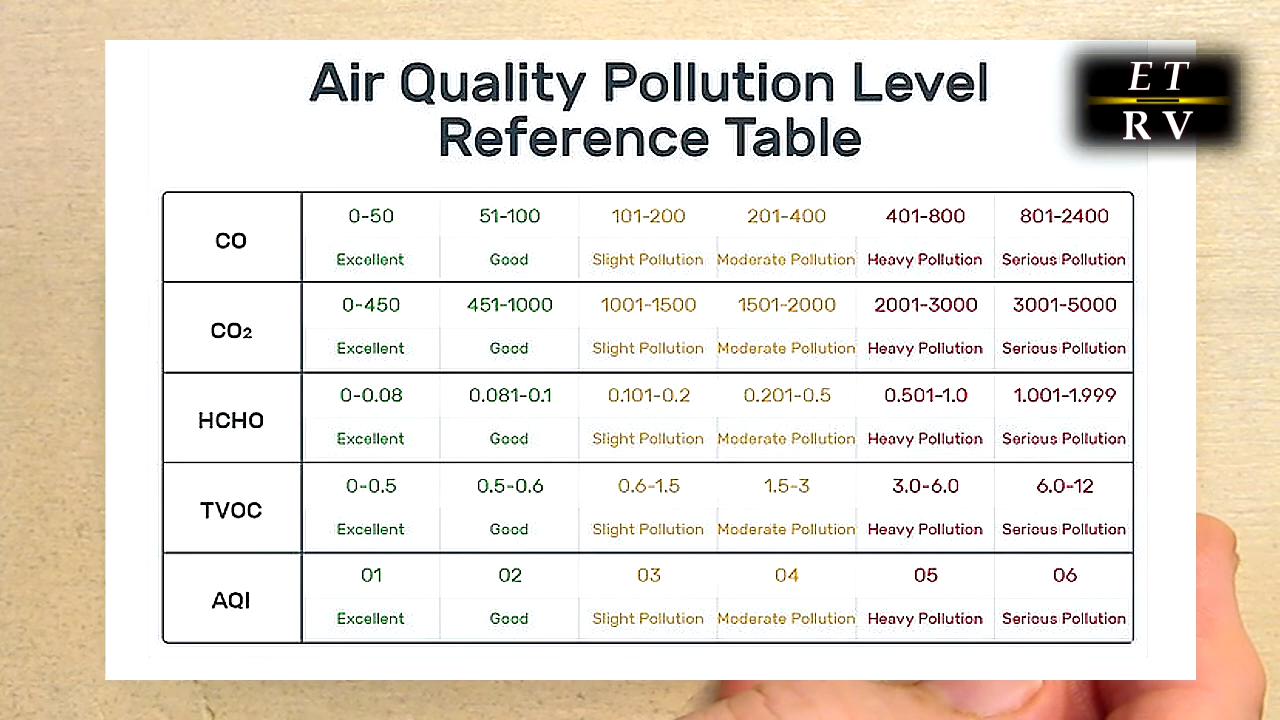 Air Quality Pollution Level
Reference Table
E T
R V
CO
0-50 51-100 101-200 201-400 401-800 801-2400
Excellent Good Slight Pollution Moderate Pollution Heavy Pollution Serious Pollution
CO₂
0-450 451-1000 1001-1500 1501-2000 2001-3000 3001-5000
Excellent Good Slight Pollution Moderate Pollution Heavy Pollution Serious Pollution
HCHO
0-0.08 0.081-0.1 0.101-0.2 0.201-0.5 0.501-1.0 1.001-1.999
Excellent Good Slight Pollution Moderate Pollution Heavy Pollution Serious Pollution
TVOC
0-0.5 0.5-0.6 0.6-1.5 1.5-3 3.0-6.0 6.0-12
Excellent Good Slight Pollution Moderate Pollution Heavy Pollution Serious Pollution
AQI
01 02 03 04 05 06
Excellent Good Slight Pollution Moderate Pollution Heavy Pollution Serious Pollution